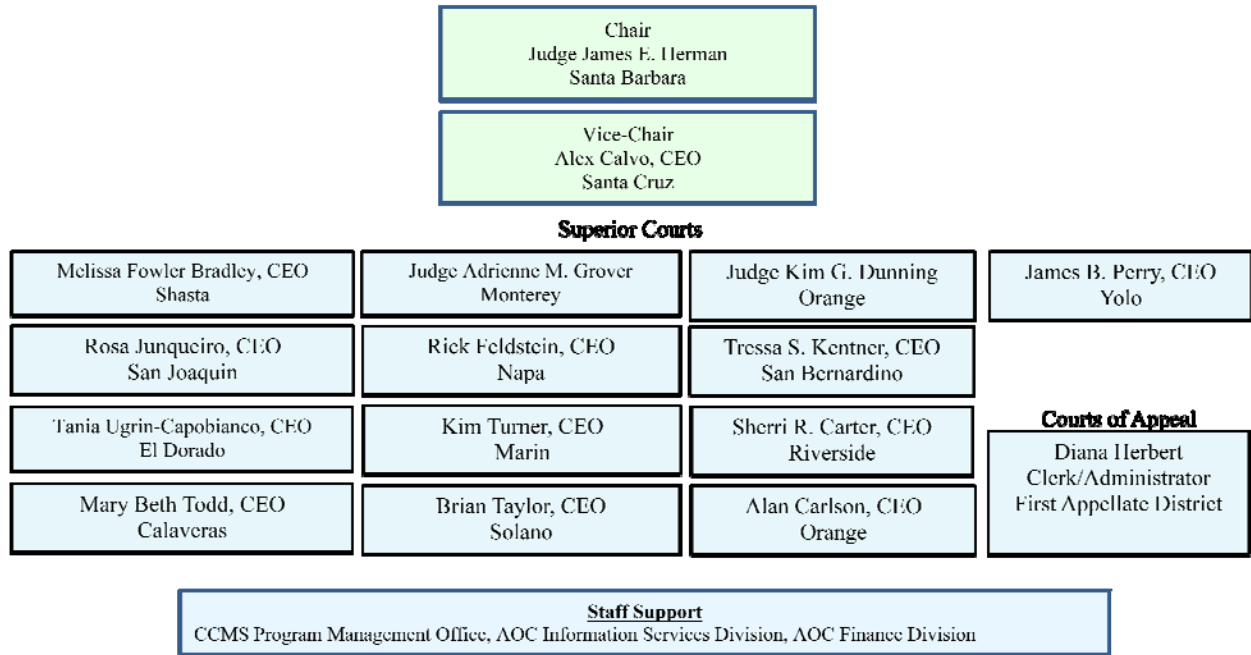 Chair
Judge James E. Herman
Santa Barbara
Vice-Chair
Alex Calvo, CEO
Santa Cruz
Superior Courts
Melissa Fowler Bradley, CEO
Shasta
Judge Adrienne M. Grover
Monterey
Judge Kim G. Dunning
Orange
James B. Perry, CEO
Yolo
Rosa Junqueiro, CEO
San Joaquin
Rick Feldstein, CEO
Napa
Tressa S. Kentner, CEO
San Bernardino
Tania Ugrin-Capobianco, CEO
El Dorado
Kim Turner, CEO
Marin
Sherri R. Carter, CEO
Riverside
Mary Beth Todd, CEO
Calaveras
Brian Taylor, CEO
Solano
Alan Carlson, CEO
Orange
Courts of Appeal
Diana Herbert
Clerk/Administrator
First Appellate District
Staff Support
CCMS Program Management Office, AOC Information Services Division, AOC Finance Division